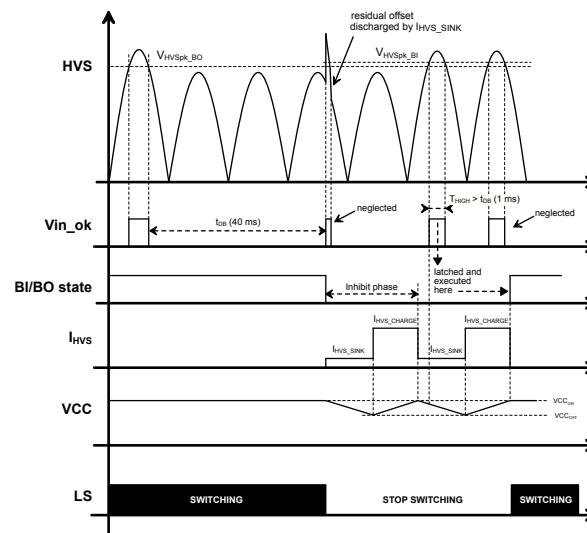 residual offset
discharged by IHVS_SINK
VHVSpk_BO
VHVSpk_BI
HVS
THIGH > tDB (1 ms)
neglected
neglected
Vin_ok
tDB (40 ms)
latched and
executed
here
BI/BO state
Inhibit phase
IHVS_CHARGE
IHVS_CHARGE
IHVS
IHVS_SINK
IHVS_SINK
VCC
VCCON
VCCOFF
LS
SWITCHING
STOP SWITCHING
SWITCHING